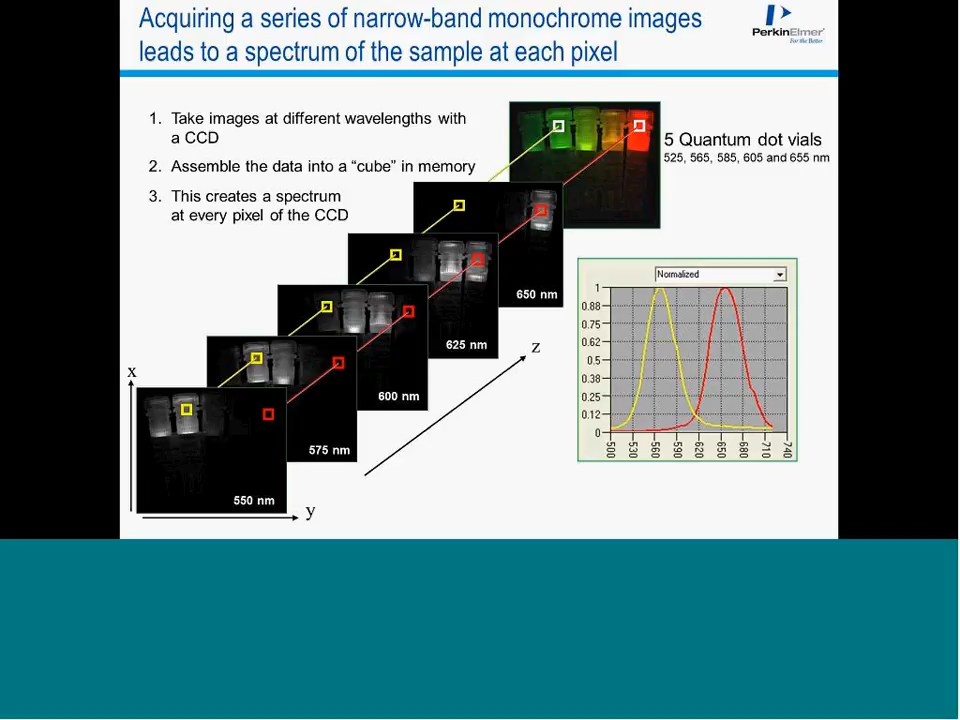 Acquiring a series of narrow-band monochrome images
leads to a spectrum of the sample at each pixel
PerkinElmer
For the Better
1. Take images at different wavelengths with
a CCD
2. Assemble the data into a “cube” in memory
3. This creates a spectrum
at every pixel of the CCD
5 Quantum dot vials
525, 565, 585, 605 and 655 nm
650 nm
625 nm
600 nm
575 nm
550 nm
x
y
z
Normalized
1
0.88
0.75
0.62
0.5
0.38
0.25
0.12
0
500 530 560 590 620 650 680 710 740